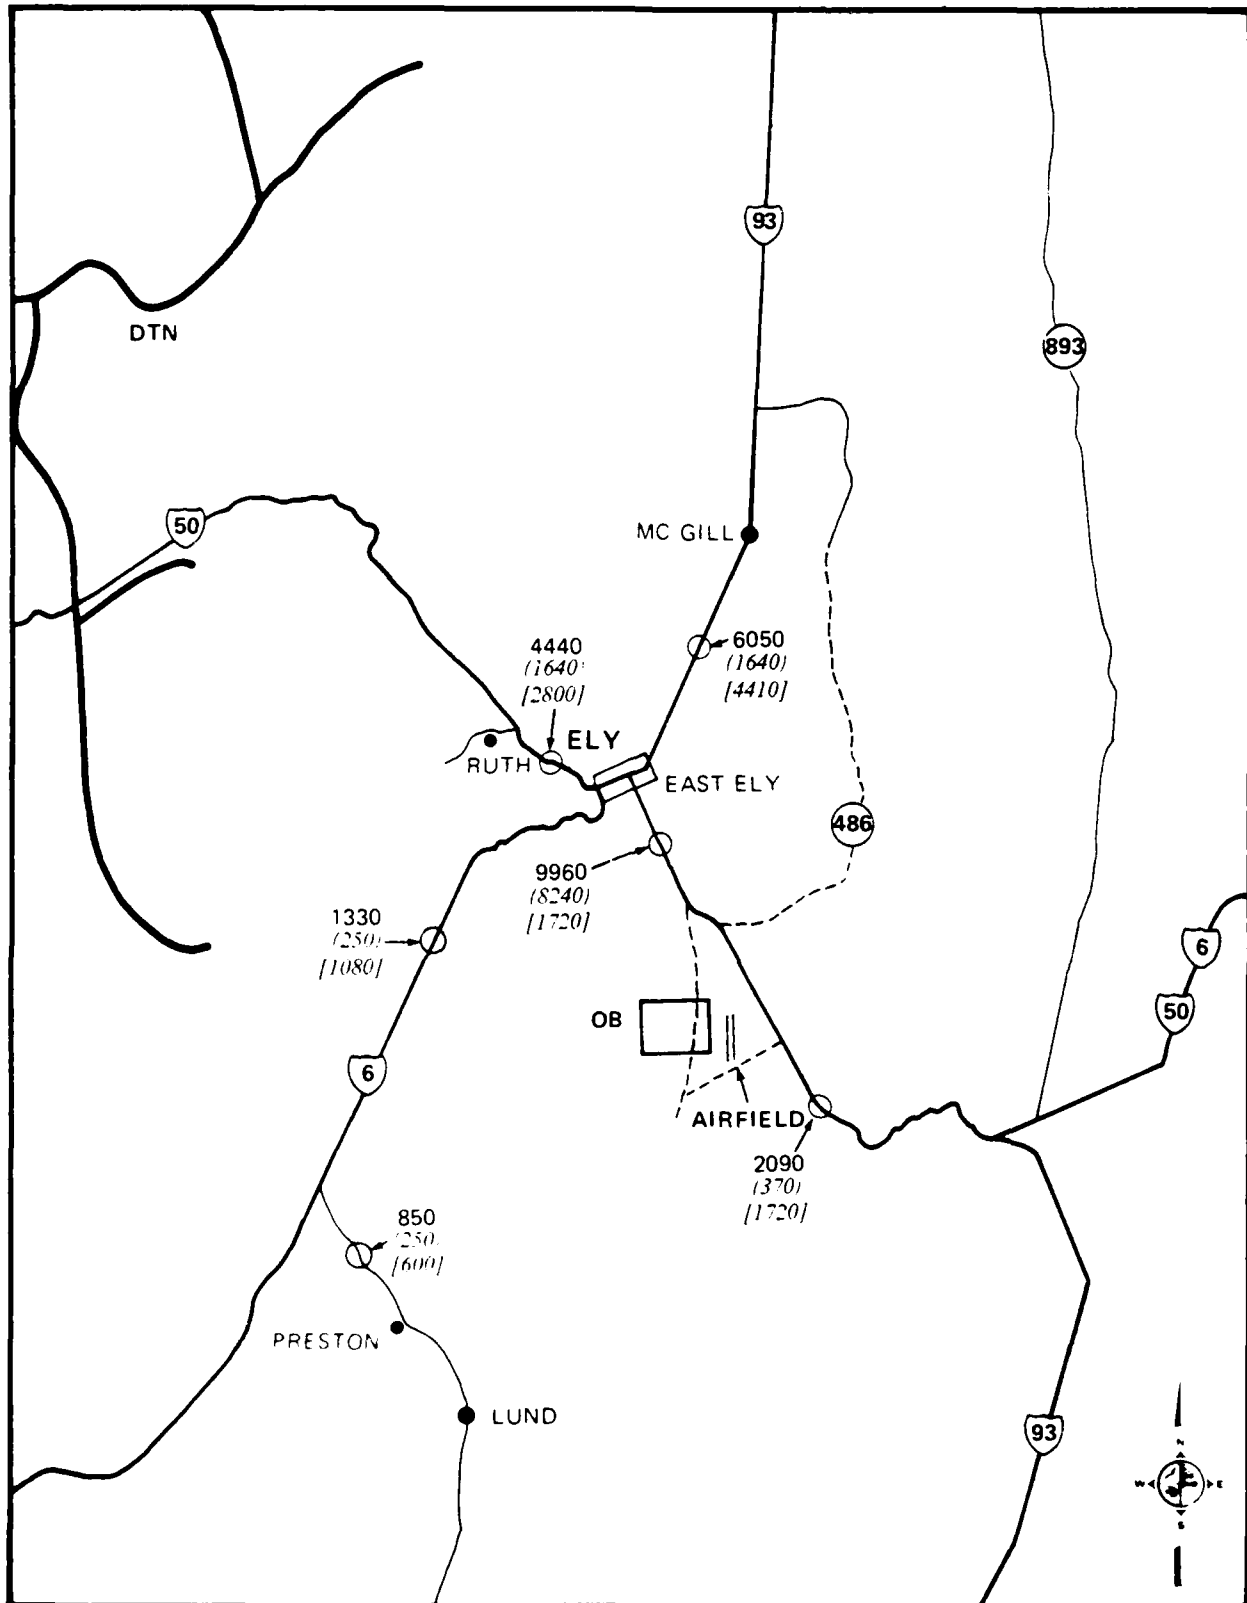 93
893
DTN
50
MC GILL
4440
(1640)
[2800]
6050
(1640)
[4410]
ELY
RUTH
EAST ELY
486
9960
(8240)
[1720]
1330
(250)
[1080]
6
50
OB
6
AIRFIELD
2090
(370)
[1720]
850
(250)
[600]
PRESTON
LUND
93
N
W
E
S